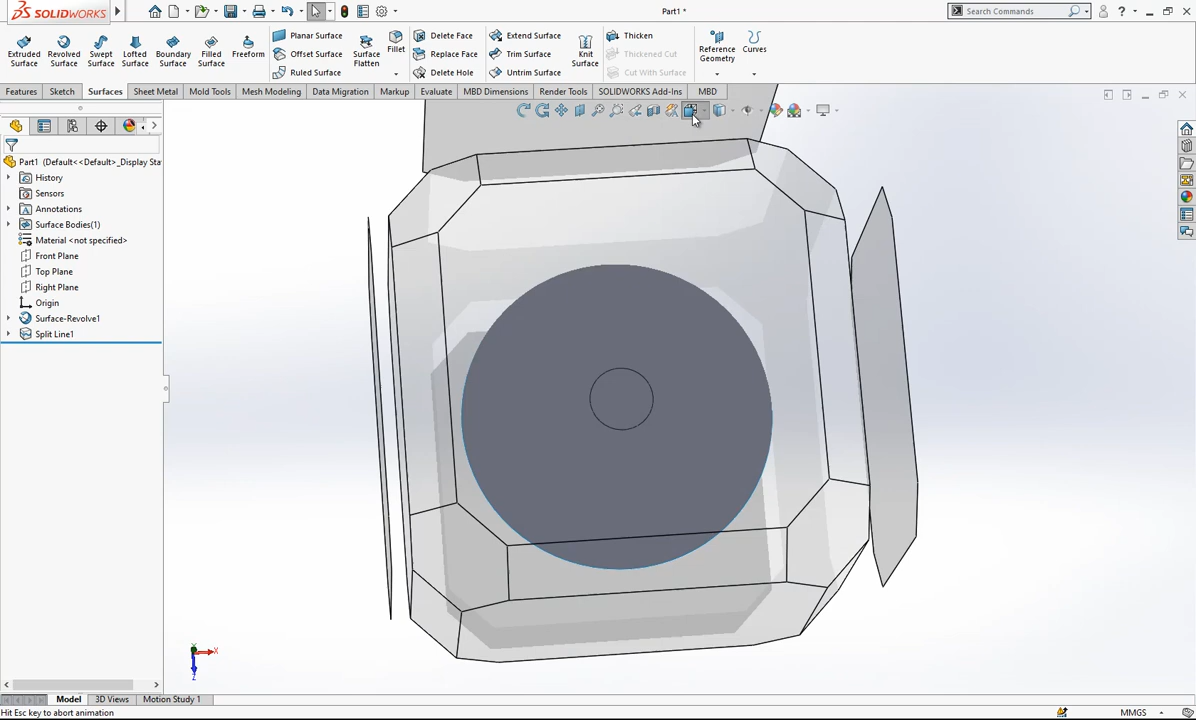 SOLIDWORKS
Part1 *
Search Commands
Extruded Surface
Revolved Surface
Swept Surface
Lofted Surface
Boundary Surface
Filled Surface
Freeform
Planar Surface
Offset Surface
Ruled Surface
Surface Flatten
Fillet
Delete Face
Replace Face
Delete Hole
Extend Surface
Trim Surface
Untrim Surface
Knit Surface
Thicken
Thickened Cut
Cut With Surface
Reference Geometry
Curves
Features
Sketch
Surfaces
Sheet Metal
Mold Tools
Mesh Modeling
Data Migration
Markup
Evaluate
MBD Dimensions
Render Tools
SOLIDWORKS Add-Ins
MBD
Part1 (Default<<Default>_Display Sta
History
Sensors
Annotations
Surface Bodies(1)
Material <not specified>
Front Plane
Top Plane
Right Plane
Origin
Surface-Revolve1
Split Line1
X
Z
Model
3D Views
Motion Study 1
Hit Esc key to abort animation
MMGS